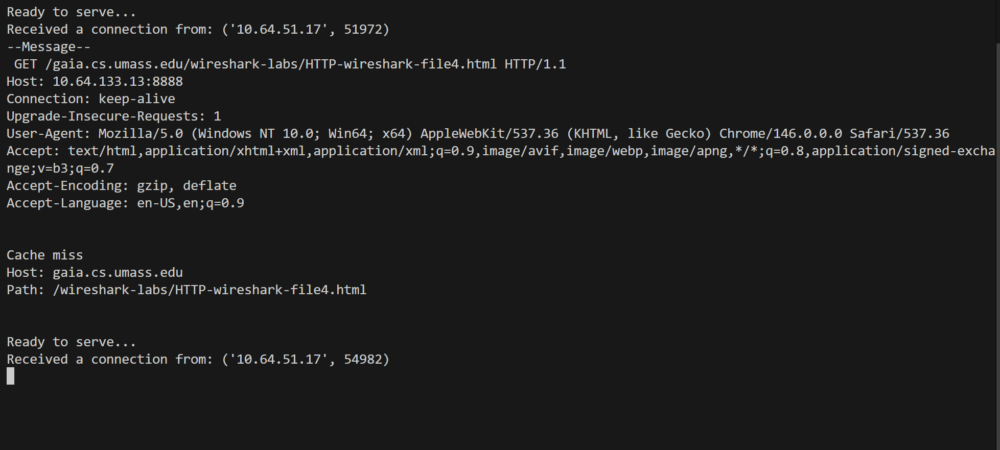 Ready to serve...
Received a connection from: ('10.64.51.17', 51972)
--Message--
 GET /gaia.cs.umass.edu/wireshark-labs/HTTP-wireshark-file4.html HTTP/1.1
Host: 10.64.133.13:8888
Connection: keep-alive
Upgrade-Insecure-Requests: 1
User-Agent: Mozilla/5.0 (Windows NT 10.0; Win64; x64) AppleWebKit/537.36 (KHTML, like Gecko) Chrome/146.0.0.0 Safari/537.36
Accept: text/html,application/xhtml+xml,application/xml;q=0.9,image/avif,image/webp,image/apng,*/*;q=0.8,application/signed-excha
nge;v=b3;q=0.7
Accept-Encoding: gzip, deflate
Accept-Language: en-US,en;q=0.9
Cache miss
Host: gaia.cs.umass.edu
Path: /wireshark-labs/HTTP-wireshark-file4.html
Ready to serve...
Received a connection from: ('10.64.51.17', 54982)